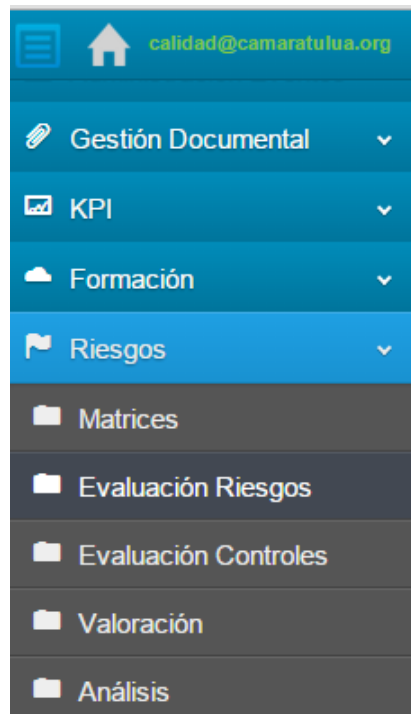 calidad@camaratulua.org
Gestión Documental
KPI
Formación
Riesgos
Matrices
Evaluación Riesgos
Evaluación Controles
Valoración
Análisis